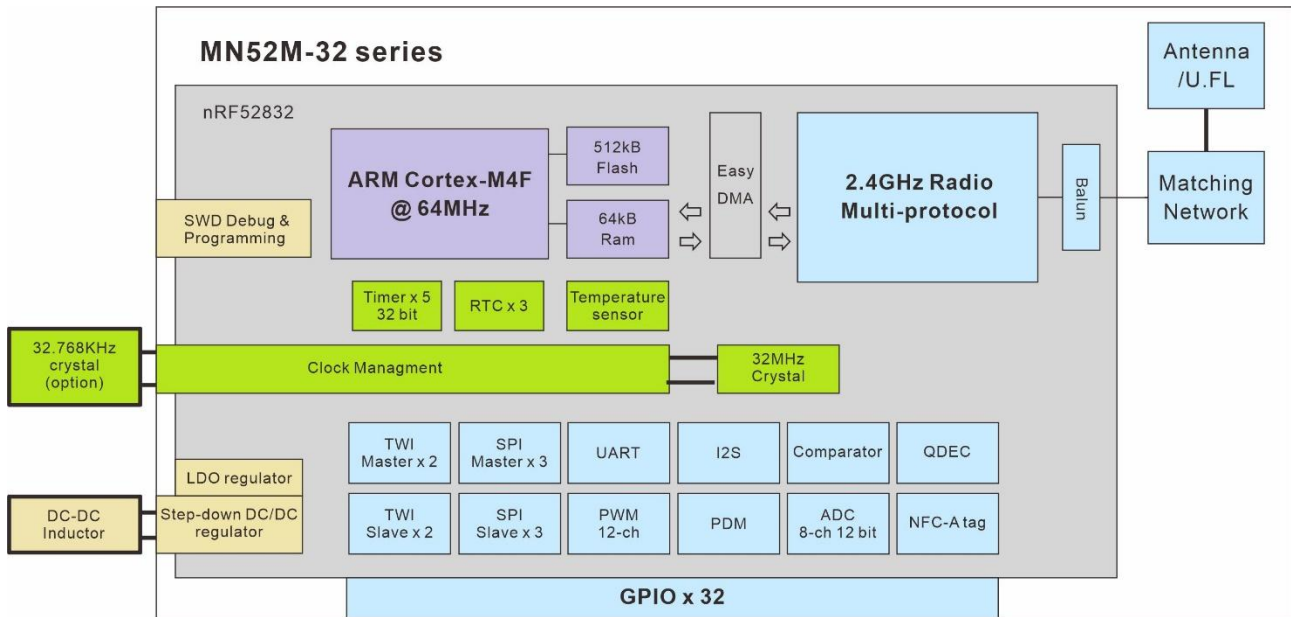 MN52M-32 series
Antenna
/U.FL
nRF52832
ARM Cortex-M4F
@ 64MHz
512kB
Flash
64kB
Ram
Easy
DMA
2.4GHz Radio
Multi-protocol
Balun
Matching
Network
SWD Debug &
Programming
Timer x 5
32 bit
RTC x 3
Temperature
sensor
32.768KHz
crystal
(option)
Clock Managment
32MHz
Crystal
TWI
Master x 2
SPI
Master x 3
UART
I2S
Comparator
QDEC
LDO regulator
DC-DC
Inductor
Step-down DC/DC
regulator
TWI
Slave x 2
SPI
Slave x 3
PWM
12-ch
PDM
ADC
8-ch 12 bit
NFC-A tag
GPIO x 32